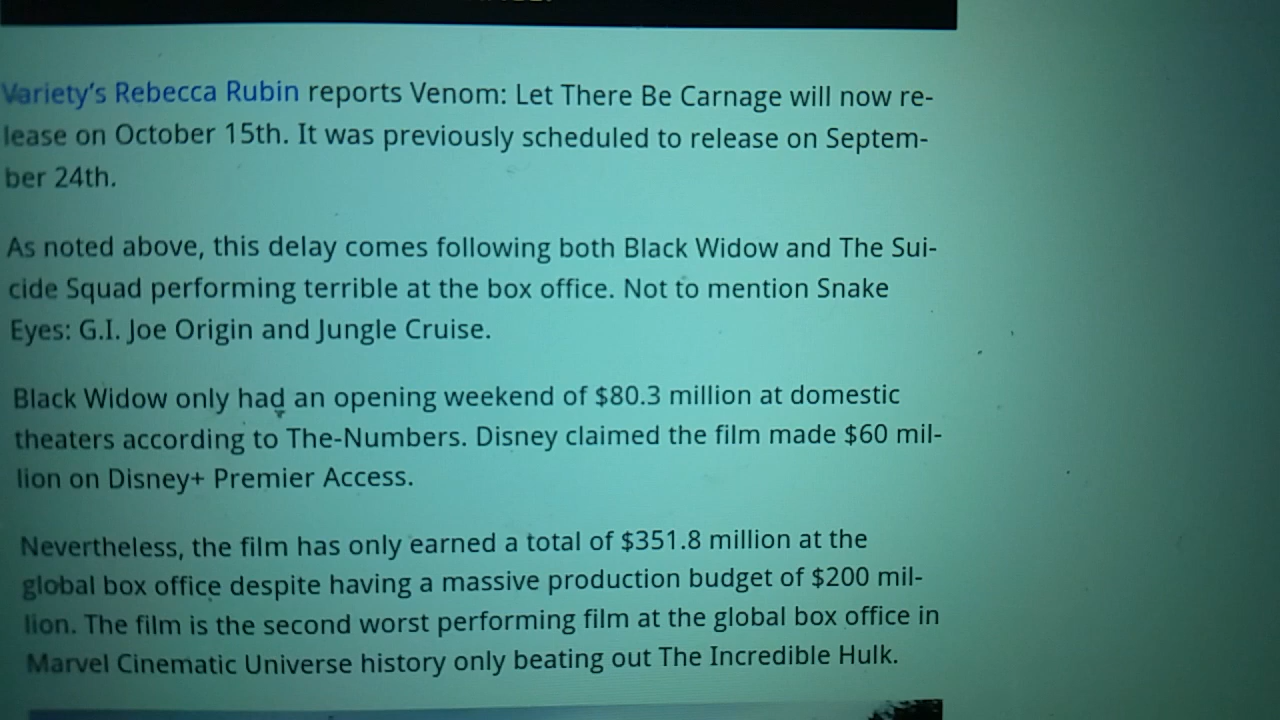 Variety's Rebecca Rubin reports Venom: Let There Be Carnage will now re-
lease on October 15th. It was previously scheduled to release on Septem-
ber 24th.
As noted above, this delay comes following both Black Widow and The Sui-
cide Squad performing terrible at the box office. Not to mention Snake
Eyes: G.I. Joe Origin and Jungle Cruise.
Black Widow only had an opening weekend of $80.3 million at domestic
theaters according to The-Numbers. Disney claimed the film made $60 mil-
lion on Disney+ Premier Access.
Nevertheless, the film has only earned a total of $351.8 million at the
global box office despite having a massive production budget of $200 mil-
lion. The film is the second worst performing film at the global box office in
Marvel Cinematic Universe history only beating out The Incredible Hulk.